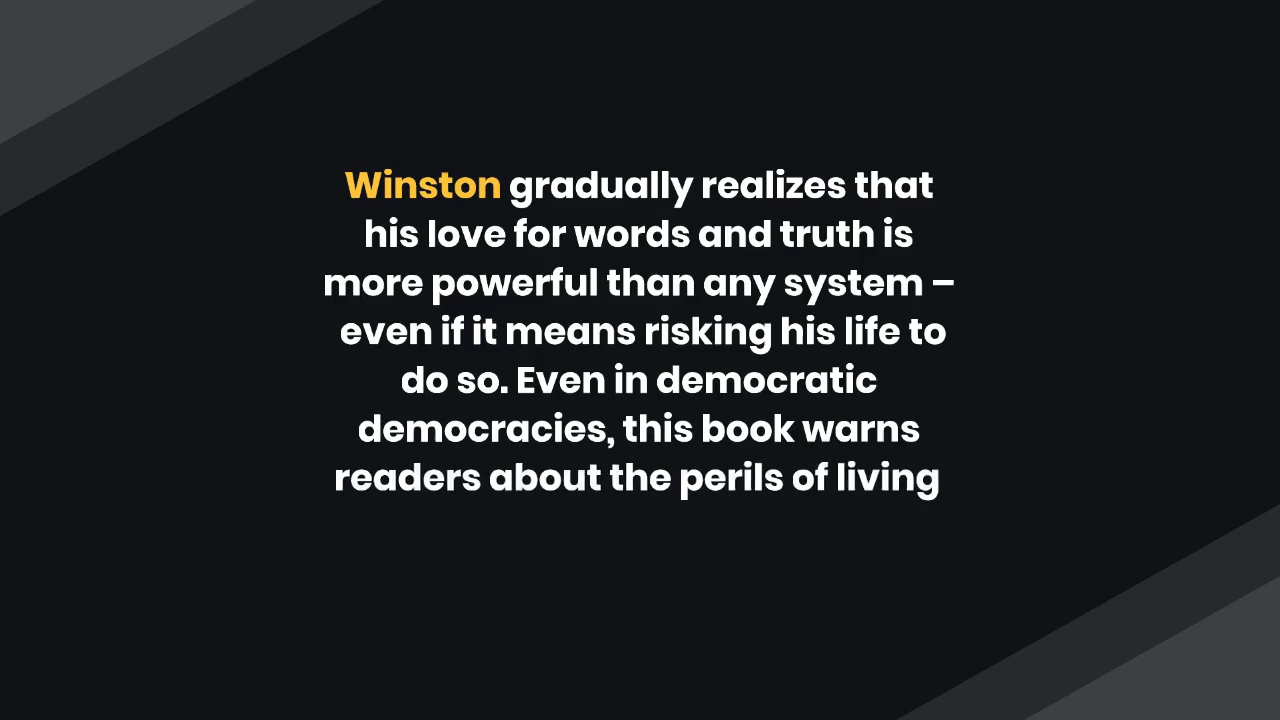 Winston gradually realizes that
his love for words and truth is
more powerful than any system –
even if it means risking his life to
do so. Even in democratic
democracies, this book warns
readers about the perils of living